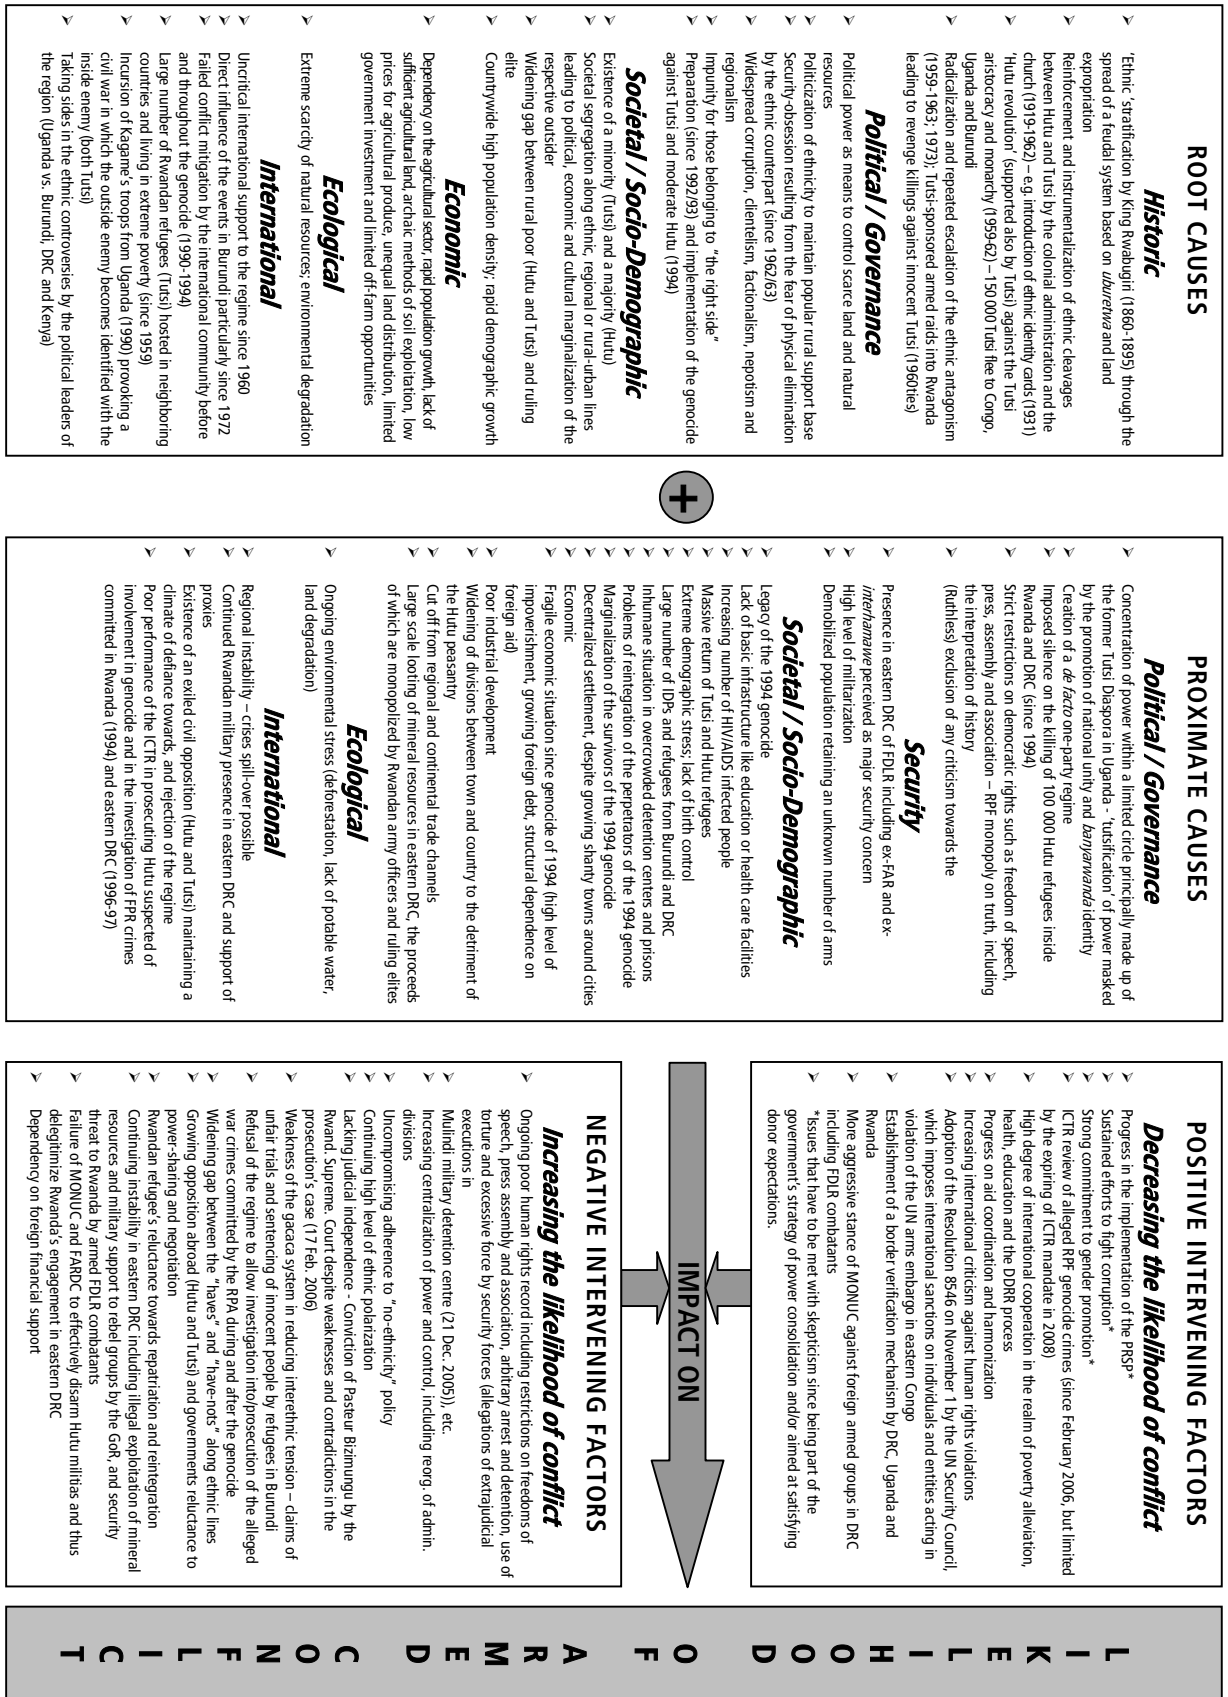 ROOT CAUSES
Historic
‘Ethnic ‘stratification by King Rwabugiri (1860-1895) through the
spread of a feudal system based on uburetwa and land
expropriation
Reinforcement and instrumentalization of ethnic cleavages
between Hutu and Tutsi by the colonial administration and the
church (1919-1962) – e.g. introduction of ethnic identity cards (1931)
‘Hutu revolution’ (supported also by Tutsi) against the Tutsi
aristocracy and monarchy (1959-62) – 150 000 Tutsi flee to Congo,
Uganda and Burundi
Radicalization and repeated escalation of the ethnic antagonism
(1959-1963; 1973); Tutsi-sponsored armed raids into Rwanda
leading to revenge killings against innocent Tutsi (1960ties)
Political / Governance
Political power as means to control scarce land and natural
resources
Politicization of ethnicity to maintain popular rural support base
Security-obsession resulting from the fear of physical elimination
by the ethnic counterpart (since 1962/63)
Widespread corruption, clientelism, factionalism, nepotism and
regionalism
Impunity for those belonging to “the right side”
Preparation (since 1992/93) and implementation of the genocide
against Tutsi and moderate Hutu (1994)
Societal / Socio-Demographic
Existence of a minority (Tutsi) and a majority (Hutu)
Societal segregation along ethnic, regional or rural-urban lines
leading to political, economic and cultural marginalization of the
respective outsider
Widening gap between rural poor (Hutu and Tutsi) and ruling
elite
Countrywide high population density; rapid demographic growth
Economic
Dependency on the agricultural sector, rapid population growth, lack of
sufficient agricultural land, archaic methods of soil exploitation, low
prices for agricultural produce, unequal land distribution, limited
government investment and limited off-farm opportunities
Ecological
Extreme scarcity of natural resources; environmental degradation
International
Uncritical international support to the regime since 1960
Direct influence of the events in Burundi particularly since 1972
Failed conflict mitigation by the international community before
and throughout the genocide (1990-1994)
Large number of Rwandan refugees (Tutsi) hosted in neighboring
countries and living in extreme poverty (since 1959)
Incursion of Kagame’s troops from Uganda (1990) provoking a
civil war in which the outside enemy becomes identified with the
inside enemy (both Tutsi)
Taking sides in the ethnic controversies by the political leaders of
the region (Uganda vs. Burundi, DRC and Kenya)
+
PROXIMATE CAUSES
Political / Governance
Concentration of power within a limited circle principally made up of
the former Tutsi Diaspora in Uganda - ‘tutsification’ of power masked
by the promotion of national unity and banyarwanda identity
Creation of a de facto one-party regime
Imposed silence on the killing of 100 000 Hutu refugees inside
Rwanda and DRC (since 1994)
Strict restrictions on democratic rights such as freedom of speech,
press, assembly and association – RPF monopoly on truth, including
the interpretation of history
(Ruthless) exclusion of any criticism towards the
Security
Presence in eastern DRC of FDLR including ex-FAR and ex-
interhamwe perceived as major security concern
High level of militarization
Demobilized population retaining an unknown number of arms
Societal / Socio-Demographic
Legacy of the 1994 genocide
Lack of basic infrastructure like education or health care facilities
Increasing number of HIV/AIDS infected people
Massive return of Tutsi and Hutu refugees
Extreme demographic stress; lack of birth control
Large number of IDPs and refugees from Burundi and DRC
Inhumane situation in overcrowded detention centers and prisons
Problems of reintegration of the perpetrators of the 1994 genocide
Marginalization of the survivors of the 1994 genocide
Decentralized settlement, despite growing shanty towns around cities
Economic
Fragile economic situation since genocide of 1994 (high level of
impoverishment, growing foreign debt, structural dependence on
foreign aid)
Poor industrial development
Widening of divisions between town and country to the detriment of
the Hutu peasantry
Cut off from regional and continental trade channels
Large scale looting of mineral resources in eastern DRC, the proceeds
of which are monopolized by Rwandan army officers and ruling elites
Ecological
Ongoing environmental stress (deforestation, lack of potable water,
land degradation)
International
Regional instability – crises spill-over possible
Continued Rwandan military presence in eastern DRC and support of
proxies
Existence of an exiled civil opposition (Hutu and Tutsi) maintaining a
climate of defiance towards, and rejection of the regime
Poor performance of the ICTR in prosecuting Hutu suspected of
involvement in genocide and in the investigation of FPR crimes
committed in Rwanda (1994) and eastern DRC (1996-97)
POSITIVE INTERVENING FACTORS
Decreasing the likelihood of conflict
Progress in the implementation of the PRSP*
Sustained efforts to fight corruption*
Strong commitment to gender promotion*
ICTR review of alleged RPF genocide crimes (since February 2006, but limited
by the expiring of ICTR mandate in 2008)
High degree of international cooperation in the realm of poverty alleviation,
health, education and the DDRR process
Progress on aid coordination and harmonization
Increasing international criticism against human rights violations
Adoption of the Resolution 8546 on November 1 by the UN Security Council,
which imposes international sanctions on individuals and entities acting in
violation of the UN arms embargo in eastern Congo
Establishment of a border verification mechanism by DRC, Uganda and
Rwanda
More aggressive stance of MONUC against foreign armed groups in DRC
including FDLR combatants
*Issues that have to be met with skepticism since being part of the
government’s strategy of power consolidation and/or aimed at satisfying
donor expectations.
IMPACT ON
NEGATIVE INTERVENING FACTORS
Increasing the likelihood of conflict
Ongoing poor human rights record including restrictions on freedoms of
speech, press assembly and association, arbitrary arrest and detention, use of
torture and excessive force by security forces (allegations of extrajudicial
executions in
Mulindi military detention centre (21 Dec. 2005)), etc.
Increasing centralization of power and control, including reorg. of admin.
divisions
Uncompromising adherence to “no-ethnicity” policy
Continuing high level of ethnic polarization
Lacking judicial independence - Conviction of Pasteur Bizimungu by the
Rwand. Supreme. Court despite weaknesses and contradictions in the
prosecution’s case (17 Feb. 2006)
Weakness of the gacaca system in reducing interethnic tension – claims of
unfair trials and sentencing of innocent people by refugees in Burundi
Refusal of the regime to allow investigation into/prosecution of the alleged
war crimes committed by the RPA during and after the genocide
Widening gap between the “haves” and “have-nots” along ethnic lines
Growing opposition abroad (Hutu and Tutsi) and governments reluctance to
power-sharing and negotiation
Rwandan refugee’s reluctance towards repatriation and reintegration
Continuing instability in eastern DRC including illegal exploitation of mineral
resources and military support to rebel groups by the GoR, and security
threat to Rwanda by armed FDLR combatants
Failure of MONUC and FARDC to effectively disarm Hutu militias and thus
delegitimize Rwanda’s engagement in eastern DRC
Dependency on foreign financial support
LIKELIHOOD OF ARMED CONFLICT